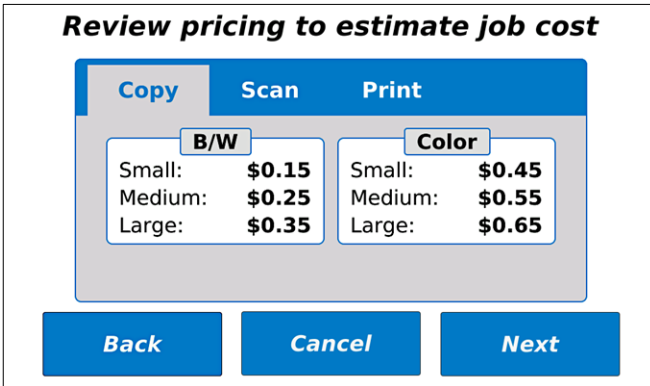 Review pricing to estimate job cost
Copy Scan Print
B/W
Small: $0.15
Medium: $0.25
Large: $0.35
Color
Small: $0.45
Medium: $0.55
Large: $0.65
Back Cancel Next